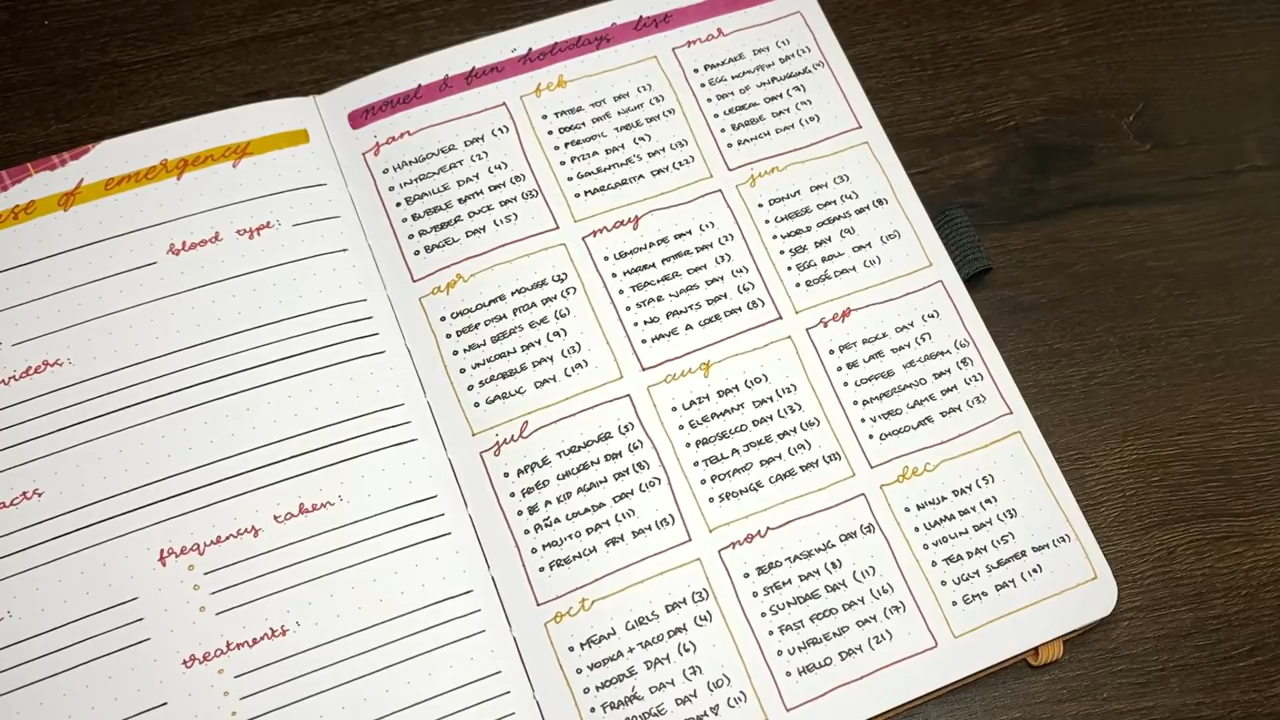 use of emergency
blood type:
viders:
acts
frequency taken:
treatments:
novel & fun "holidays" list
jan
HANGOVER DAY (1)
INTROVERT (2)
BRAILLE DAY (4)
BUBBLE BATH DAY (8)
RUBBER DUCK DAY (13)
BAGEL DAY (15)
feb
TATER TOT DAY (2)
DOGGY DATE NIGHT (3)
PERIODIC TABLE DAY (7)
PIZZA DAY (9)
GALENTINE'S DAY (13)
MARGARITA DAY (22)
mar
PANCAKE DAY (1)
EGG MCMUFFIN DAY (2)
DAY OF UNPLUGGING (4)
CEREAL DAY (7)
BARBIE DAY (9)
RANCH DAY (10)
apr
CHOCOLATE MOUSSE (3)
DEEP DISH PIZZA DAY (5)
NEW BEER'S EVE (6)
UNICORN DAY (9)
SCRABBLE DAY (13)
GARLIC DAY (19)
may
LEMONADE DAY (1)
HARRY POTTER DAY (2)
TEACHER DAY (3)
STAR WARS DAY (4)
NO PANTS DAY (6)
HAVE A COKE DAY (8)
jun
DONUT DAY (3)
CHEESE DAY (4)
WORLD OCEANS DAY (8)
SEX DAY (9)
EGG ROLL DAY (10)
ROSÉ DAY (11)
jul
APPLE TURNOVER (5)
FRIED CHICKEN DAY (6)
BE A KID AGAIN DAY (8)
PIÑA COLADA DAY (10)
MOJITO DAY (11)
FRENCH FRY DAY (13)
aug
LAZY DAY (10)
ELEPHANT DAY (12)
PROSECCO DAY (13)
TELL A JOKE DAY (16)
POTATO DAY (19)
SPONGE CAKE DAY (23)
sep
PET ROCK DAY (4)
BE LATE DAY (5)
COFFEE ICE-CREAM (6)
AMPERSAND DAY (8)
VIDEO GAME DAY (12)
CHOCOLATE DAY (13)
oct
MEAN GIRLS DAY (3)
VODKA + TACO DAY (4)
NOODLE DAY (6)
FRAPPÉ DAY (7)
RIDGE DAY (10)
DAY♡ (11)
nov
ZERO TASKING DAY (7)
STEM DAY (8)
SUNDAE DAY (11)
FAST FOOD DAY (16)
UNFRIEND DAY (17)
HELLO DAY (21)
dec
NINJA DAY (5)
LLAMA DAY (9)
VIOLIN DAY (13)
TEA DAY (15)
UGLY SWEATER DAY (17)
EMO DAY (19)